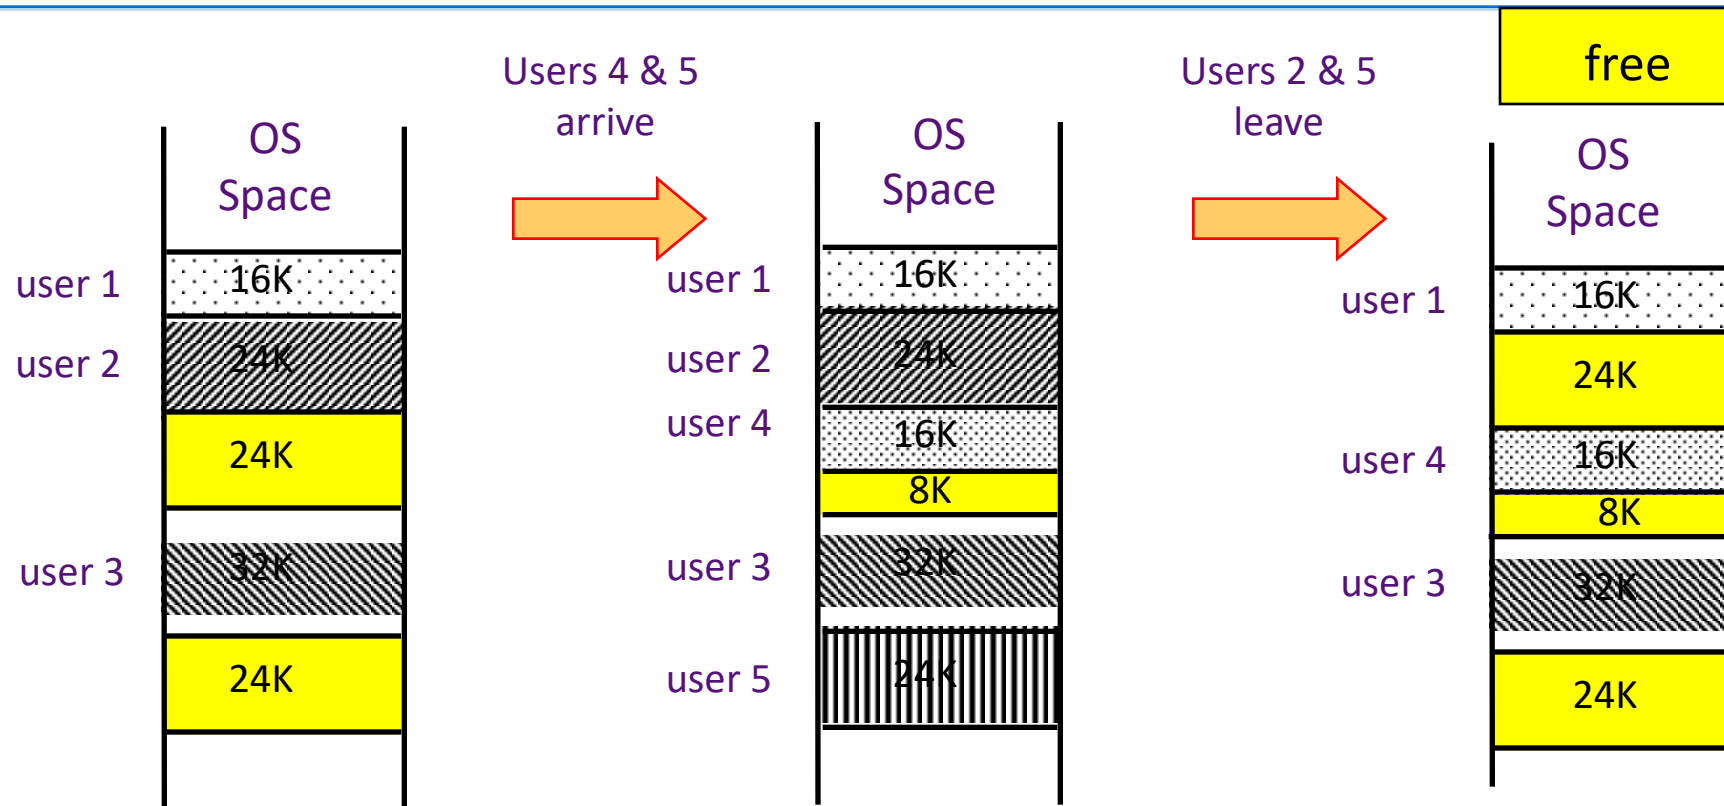 Users 4 & 5
arrive
Users 2 & 5
leave
free
OS
Space
user 1
16K
user 2
24K
24K
user 3
32K
24K
OS
Space
user 1
16K
user 2
24K
user 4
16K
8K
user 3
32K
user 5
24K
OS
Space
user 1
16K
24K
user 4
16K
8K
user 3
32K
24K